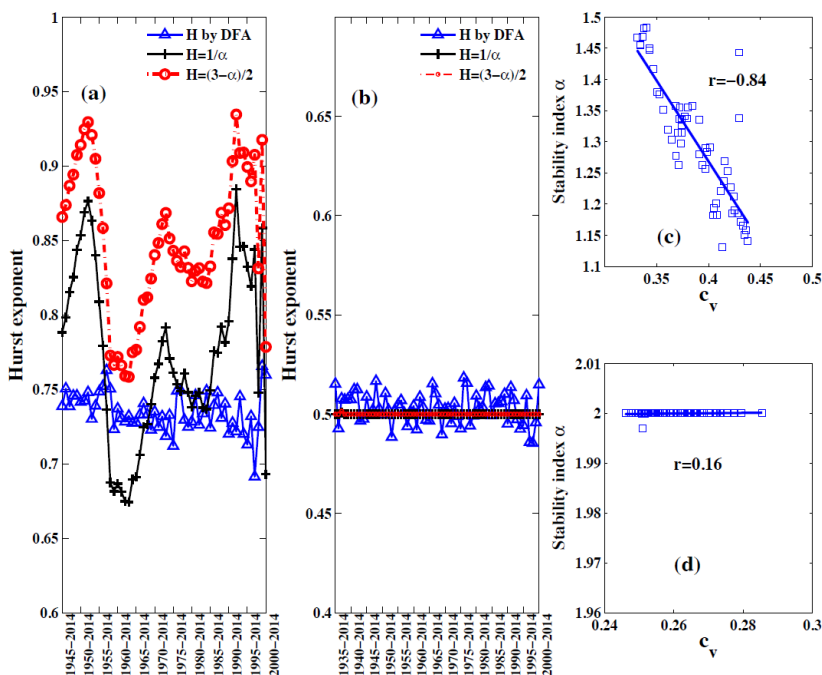 H by DFA
H=1/α
H=(3−α)/2
(a)
Hurst exponent
1
0.95
0.9
0.85
0.8
0.75
0.7
0.65
0.6
1945−2014
1950−2014
1955−2014
1960−2014
1965−2014
1970−2014
1975−2014
1980−2014
1985−2014
1990−2014
1995−2014
2000−2014
H by DFA
H=1/α
H=(3−α)/2
(b)
Hurst exponent
0.65
0.6
0.55
0.5
0.45
0.4
1935−2014
1940−2014
1945−2014
1950−2014
1955−2014
1960−2014
1965−2014
1970−2014
1975−2014
1980−2014
1985−2014
1990−2014
1995−2014
2000−2014
Stability index α
1.5
1.45
1.4
1.35
1.3
1.25
1.2
1.15
1.1
r=−0.84
(c)
0.35 0.4 0.45 0.5
c_v
Stability index α
2.01
2
1.99
1.98
1.97
1.96
r=0.16
(d)
0.24 0.26 0.28 0.3
c_v